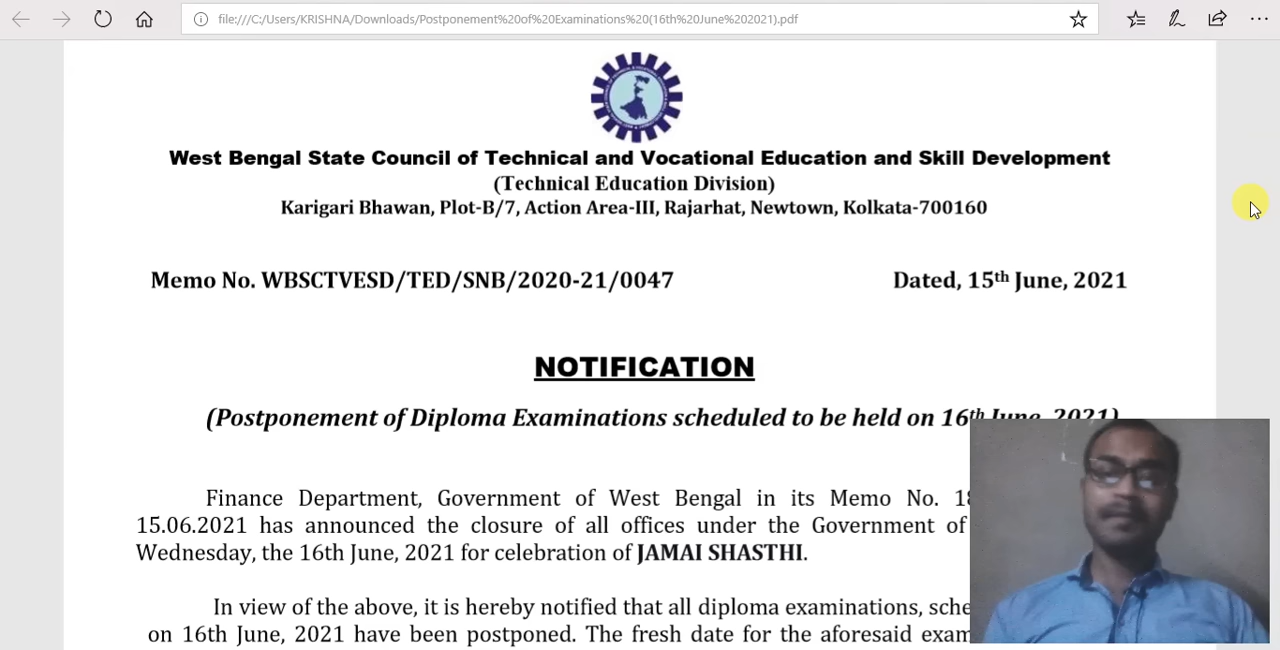 file:///C:/Users/KRISHNA/Downloads/Postponement%20of%20Examinations%20(16th%20June%202021).pdf
West Bengal State Council of Technical and Vocational Education and Skill Development
(Technical Education Division)
Karigari Bhawan, Plot-B/7, Action Area-III, Rajarhat, Newtown, Kolkata-700160
Memo No. WBSCTVESD/TED/SNB/2020-21/0047 Dated, 15th June, 2021
NOTIFICATION
(Postponement of Diploma Examinations scheduled to be held on 16th June, 2021)
Finance Department, Government of West Bengal in its Memo No.
15.06.2021 has announced the closure of all offices under the Government of
Wednesday, the 16th June, 2021 for celebration of JAMAI SHASTHI.
In view of the above, it is hereby notified that all diploma examinations,
on 16th June, 2021 have been postponed. The fresh date for the aforesaid